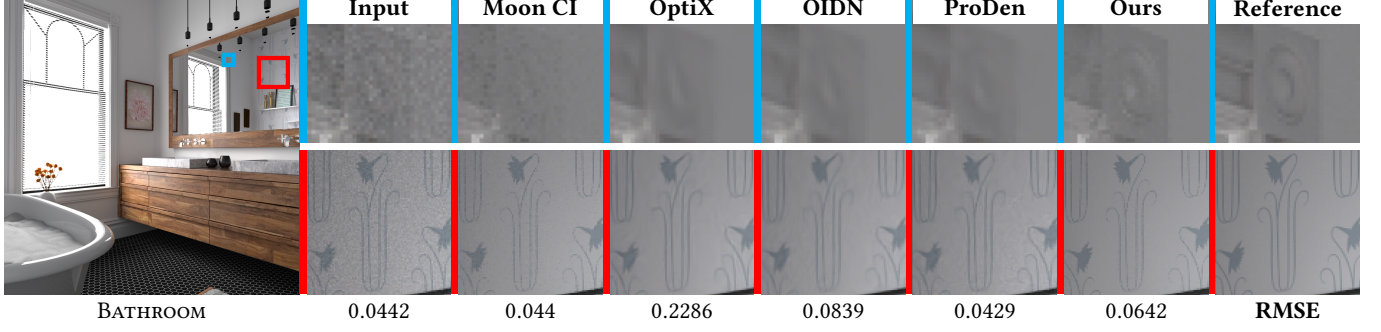 Input Moon CI OptiX OIDN ProDen Ours Reference
BATHROOM 0.0442 0.044 0.2286 0.0839 0.0429 0.0642 RMSE